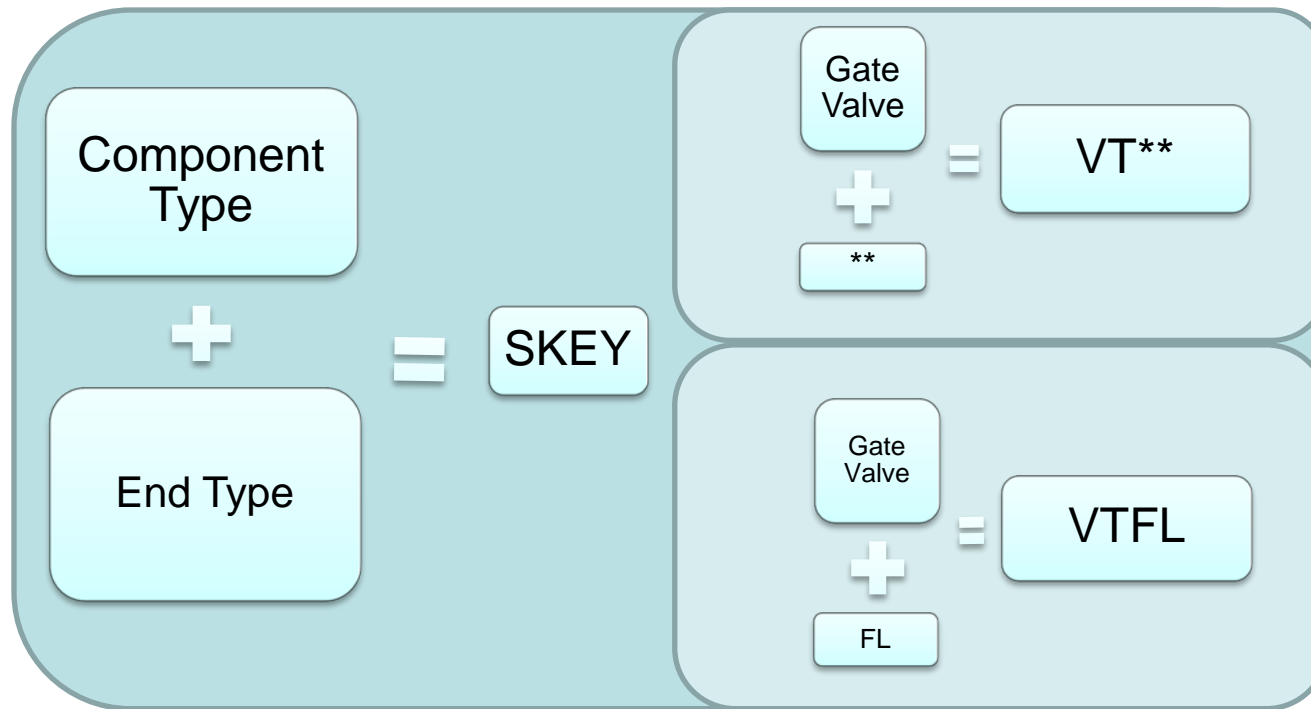 Component
Type
+
End Type
=
SKEY
Gate
Valve
+
**
=
VT**
Gate
Valve
+
FL
=
VTFL